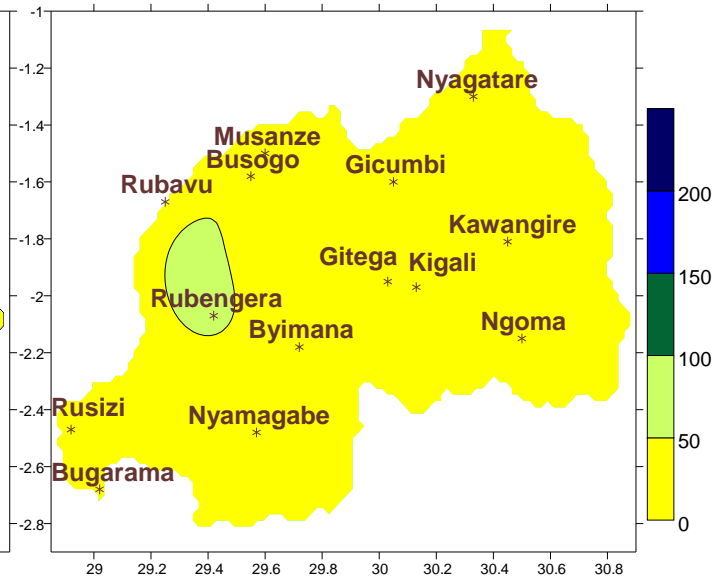 -1
-1.2
-1.4
-1.6
-1.8
-2
-2.2
-2.4
-2.6
-2.8
Nyagatare
Musanze
Busogo
Gicumbi
Rubavu
Kawangire
Gitega
Kigali
Rubengera
Byimana
Ngoma
Rusizi
Nyamagabe
Bugarama
29
29.2
29.4
29.6
29.8
30
30.2
30.4
30.6
30.8
200
150
100
50
0